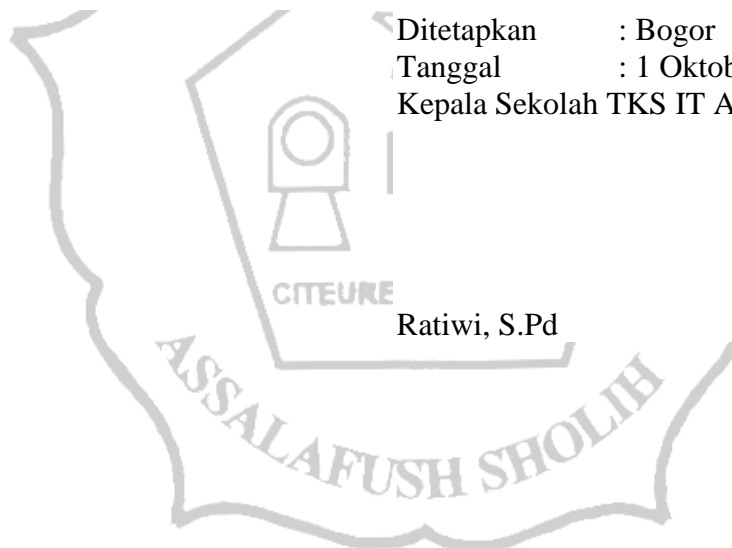 Ditetapkan : Bogor
Tanggal : 1 Oktob
Kepala Sekolah TKS IT A
CITEURE
Ratiwi, S.Pd
ASSALAFUSH SHOLIH